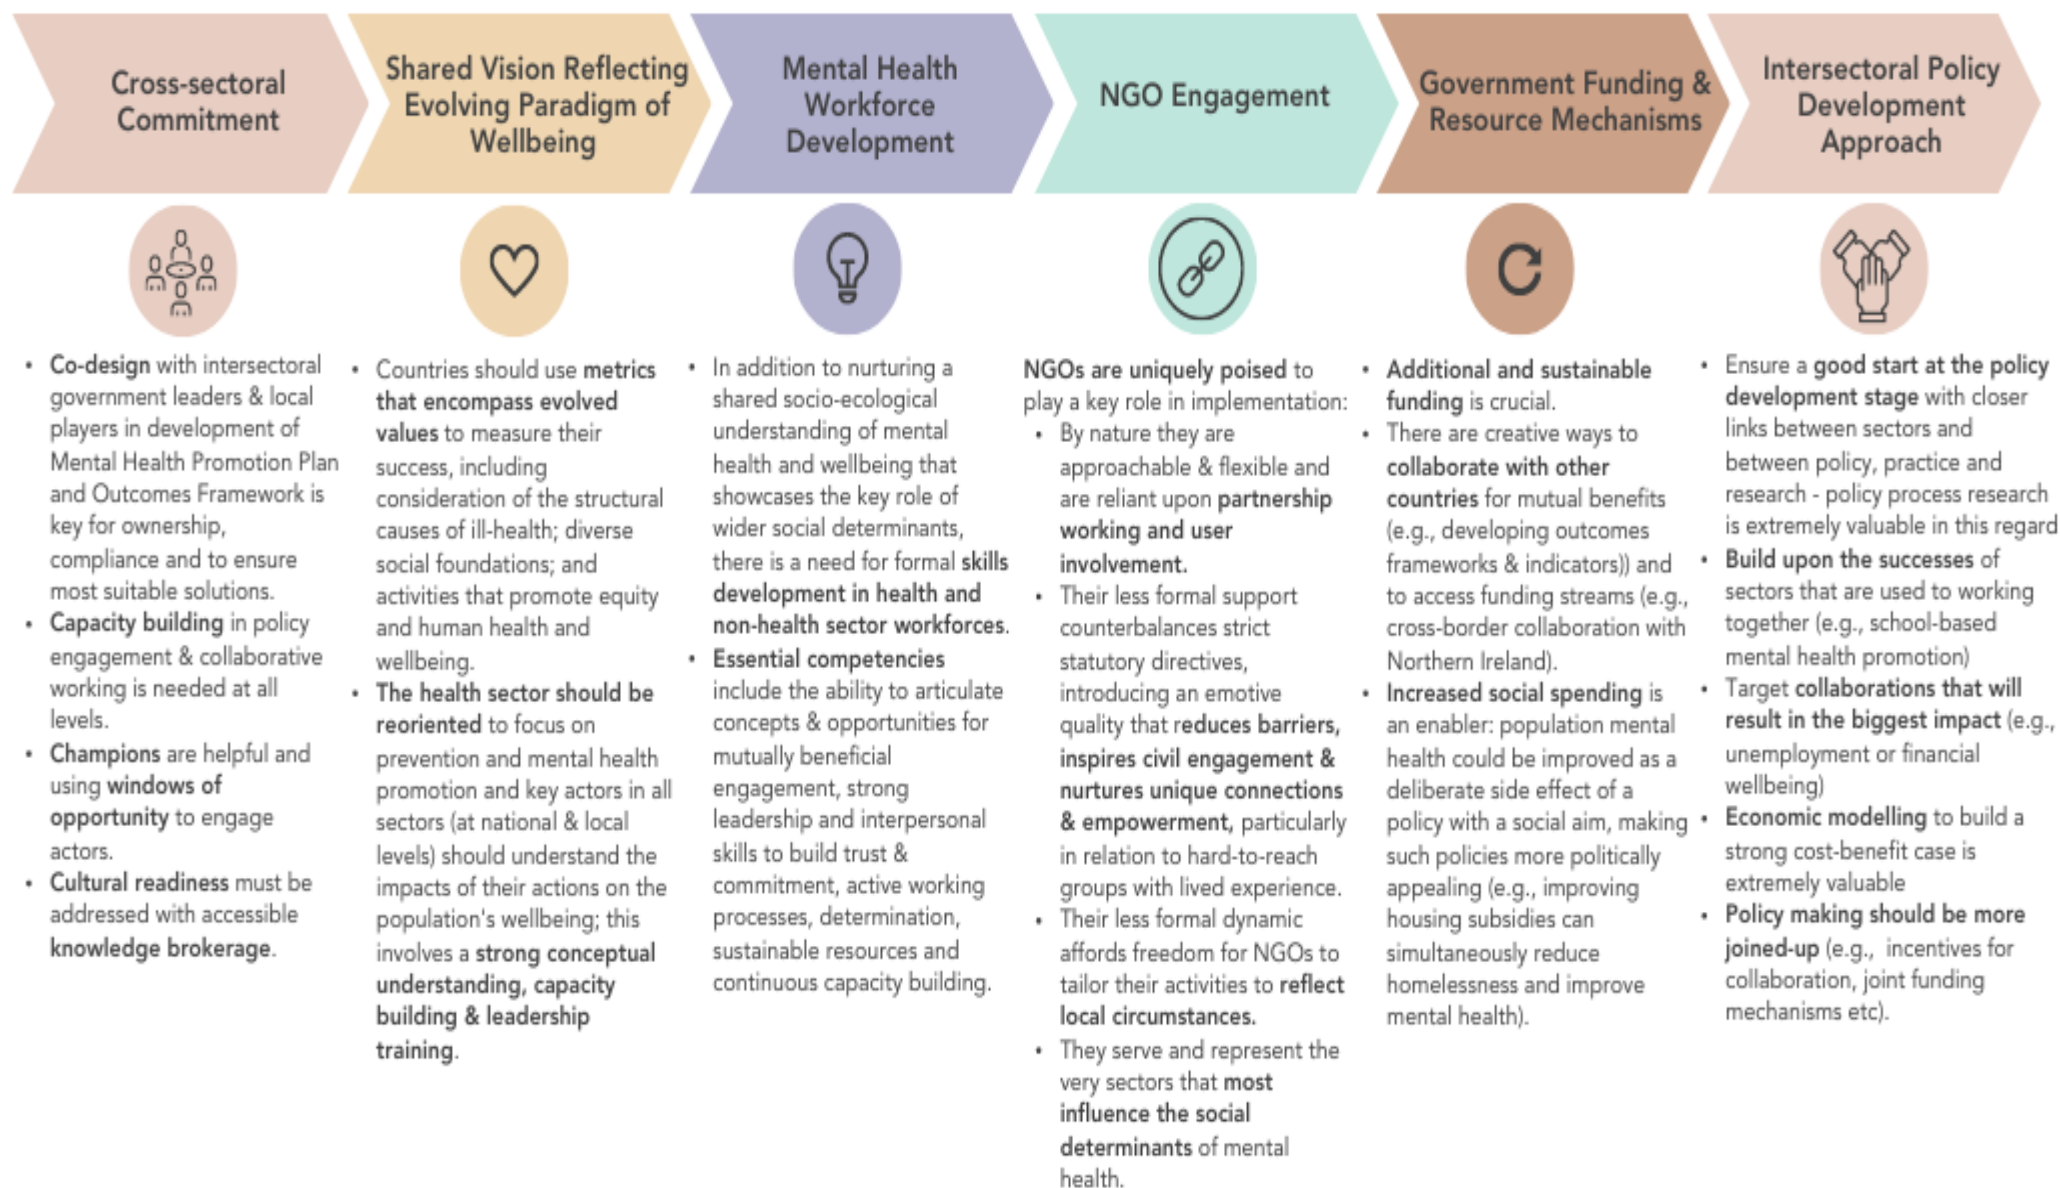 Cross-sectoral
Commitment
Shared Vision Reflecting
Evolving Paradigm of
Wellbeing
Mental Health
Workforce
Development
NGO Engagement
Government Funding &
Resource Mechanisms
Intersectoral Policy
Development
Approach
• Co-design with intersectoral
government leaders & local
players in development of
Mental Health Promotion Plan
and Outcomes Framework is
key for ownership,
compliance and to ensure
most suitable solutions.
• Capacity building in policy
engagement & collaborative
working is needed at all
levels.
• Champions are helpful and
using windows of
opportunity to engage
actors.
• Cultural readiness must be
addressed with accessible
knowledge brokerage.
• Countries should use metrics
that encompass evolved
values to measure their
success, including
consideration of the structural
causes of ill-health; diverse
social foundations; and
activities that promote equity
and human health and
wellbeing.
• The health sector should be
reoriented to focus on
prevention and mental health
promotion and key actors in all
sectors (at national & local
levels) should understand the
impacts of their actions on the
population's wellbeing; this
involves a strong conceptual
understanding, capacity
building & leadership
training.
• In addition to nurturing a
shared socio-ecological
understanding of mental
health and wellbeing that
showcases the key role of
wider social determinants,
there is a need for formal skills
development in health and
non-health sector workforces.
• Essential competencies
include the ability to articulate
concepts & opportunities for
mutually beneficial
engagement, strong
leadership and interpersonal
skills to build trust &
commitment, active working
processes, determination,
sustainable resources and
continuous capacity building.
NGOs are uniquely poised to
play a key role in implementation:
• By nature they are
approachable & flexible and
are reliant upon partnership
working and user
involvement.
• Their less formal support
counterbalances strict
statutory directives,
introducing an emotive
quality that reduces barriers,
inspires civil engagement &
nurtures unique connections
& empowerment, particularly
in relation to hard-to-reach
groups with lived experience.
• Their less formal dynamic
affords freedom for NGOs to
tailor their activities to reflect
local circumstances.
• They serve and represent the
very sectors that most
influence the social
determinants of mental
health.
• Additional and sustainable
funding is crucial.
• There are creative ways to
collaborate with other
countries for mutual benefits
(e.g., developing outcomes
frameworks & indicators)) and
to access funding streams (e.g.,
cross-border collaboration with
Northern Ireland).
• Increased social spending is
an enabler: population mental
health could be improved as a
deliberate side effect of a
policy with a social aim, making
such policies more politically
appealing (e.g., improving
housing subsidies can
simultaneously reduce
homelessness and improve
mental health).
• Ensure a good start at the policy
development stage with closer
links between sectors and
between policy, practice and
research - policy process research
is extremely valuable in this regard
• Build upon the successes of
sectors that are used to working
together (e.g., school-based
mental health promotion)
• Target collaborations that will
result in the biggest impact (e.g.,
unemployment or financial
wellbeing)
• Economic modelling to build a
strong cost-benefit case is
extremely valuable
• Policy making should be more
joined-up (e.g., incentives for
collaboration, joint funding
mechanisms etc).